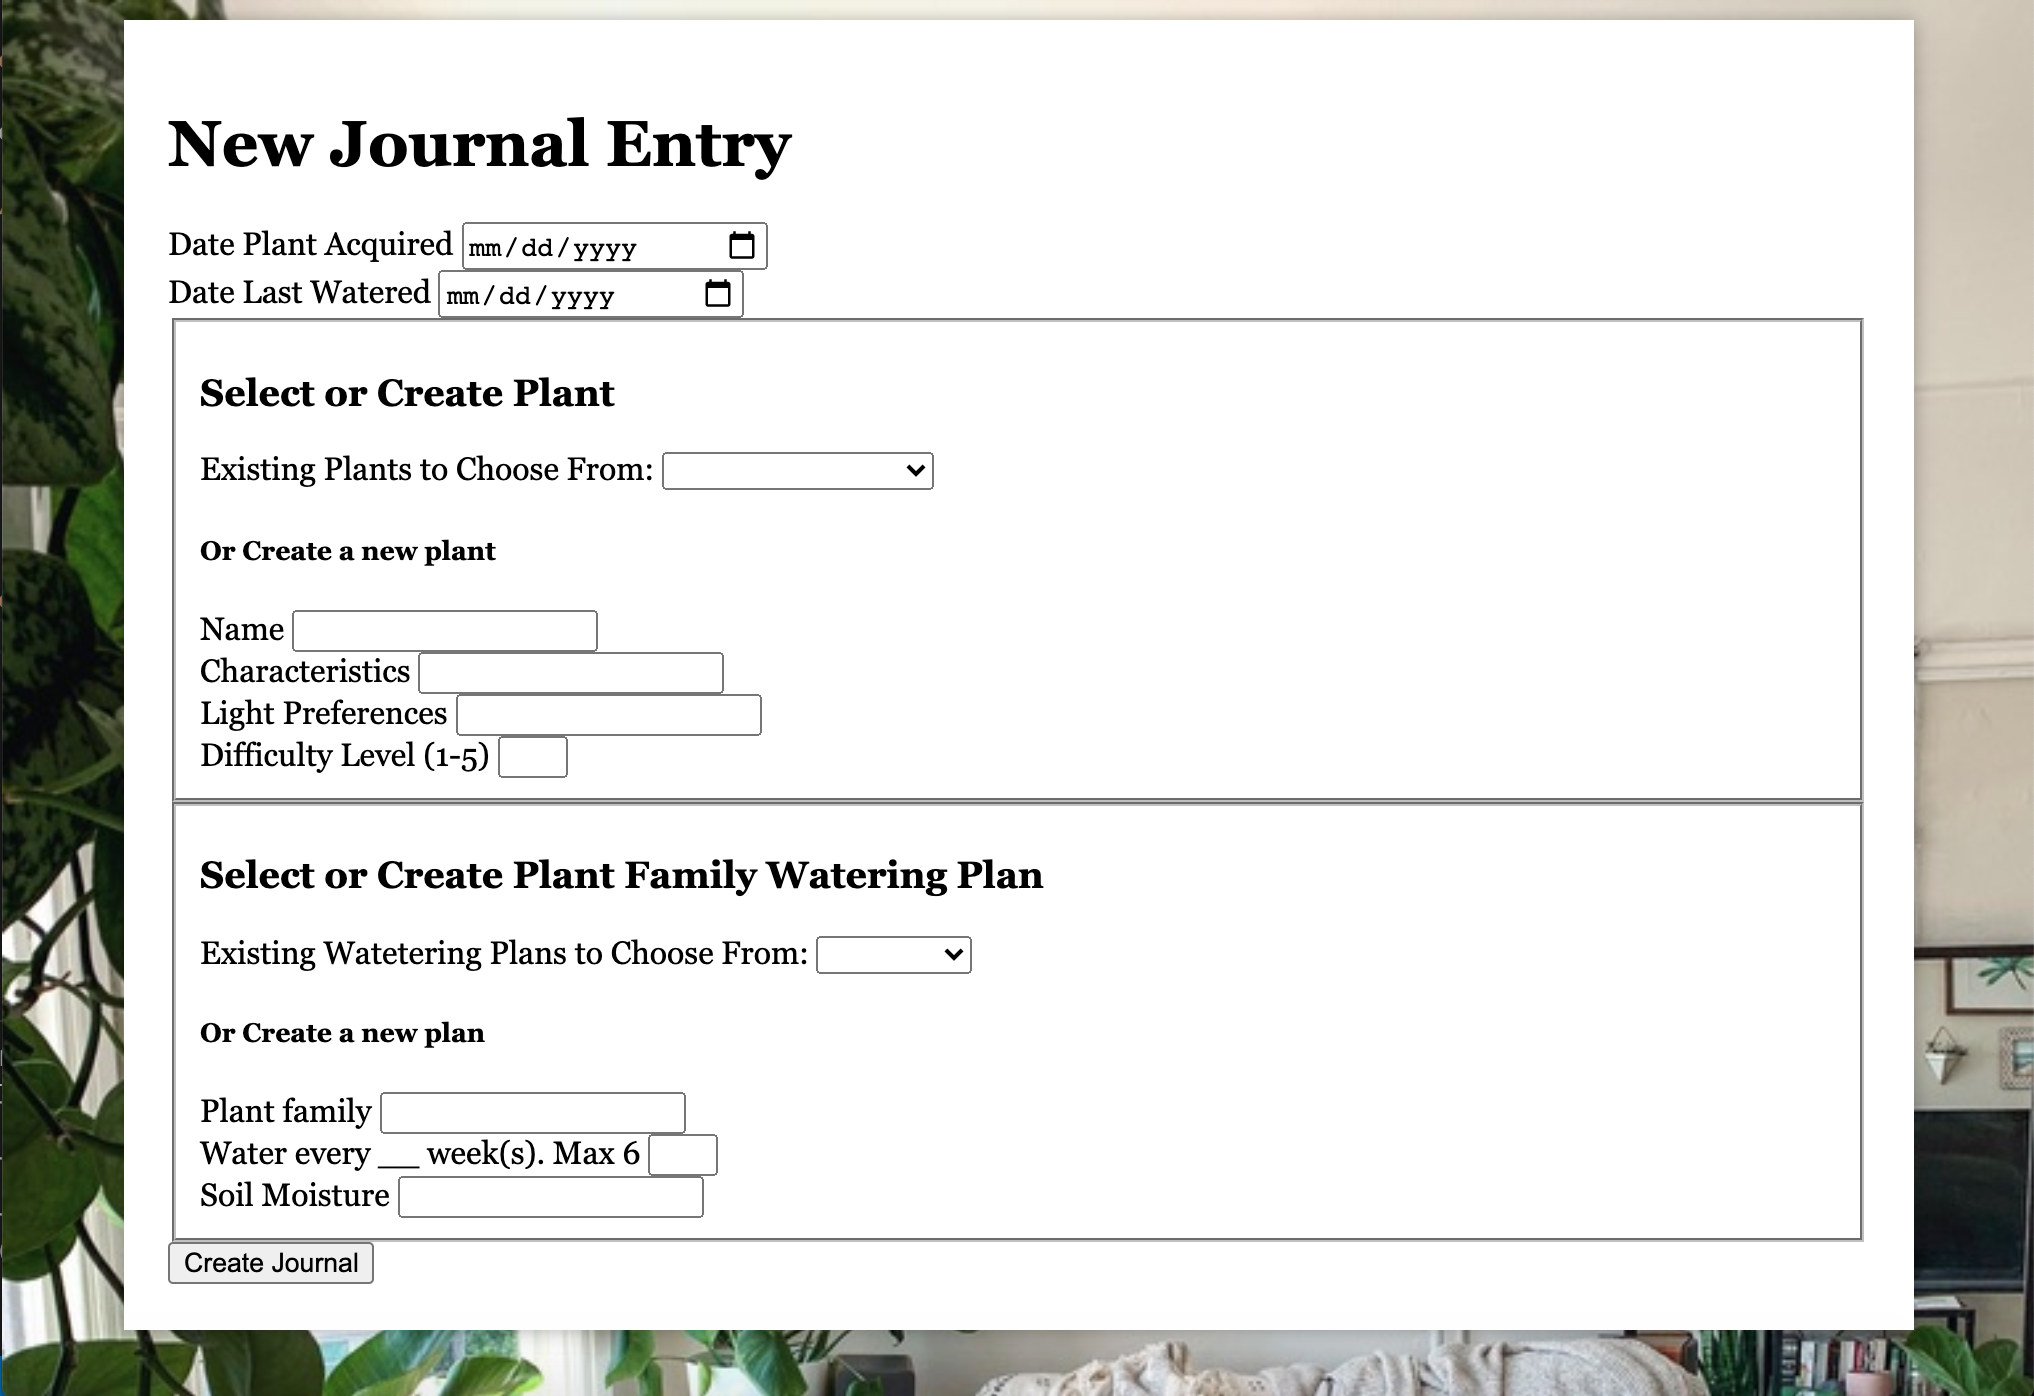 New Journal Entry
Date Plant Acquired mm/dd/yyyy
Date Last Watered mm/dd/yyyy
Select or Create Plant
Existing Plants to Choose From:
Or Create a new plant
Name
Characteristics
Light Preferences
Difficulty Level (1-5)
Select or Create Plant Family Watering Plan
Existing Watetering Plans to Choose From:
Or Create a new plan
Plant family
Water every ___ week(s). Max 6
Soil Moisture
Create Journal